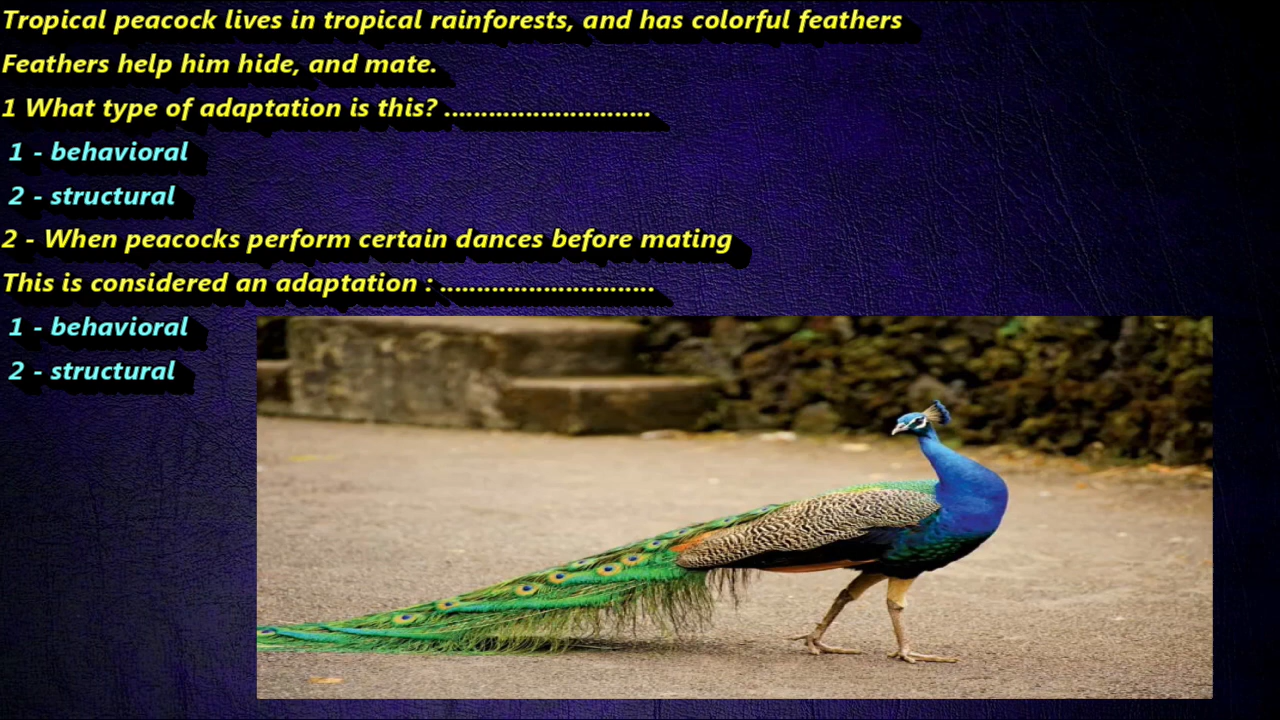 Tropical peacock lives in tropical rainforests, and has colorful feathers
Feathers help him hide, and mate.
1 What type of adaptation is this? ............................
1 - behavioral
2 - structural
2 - When peacocks perform certain dances before mating
This is considered an adaptation : .............................
1 - behavioral
2 - structural